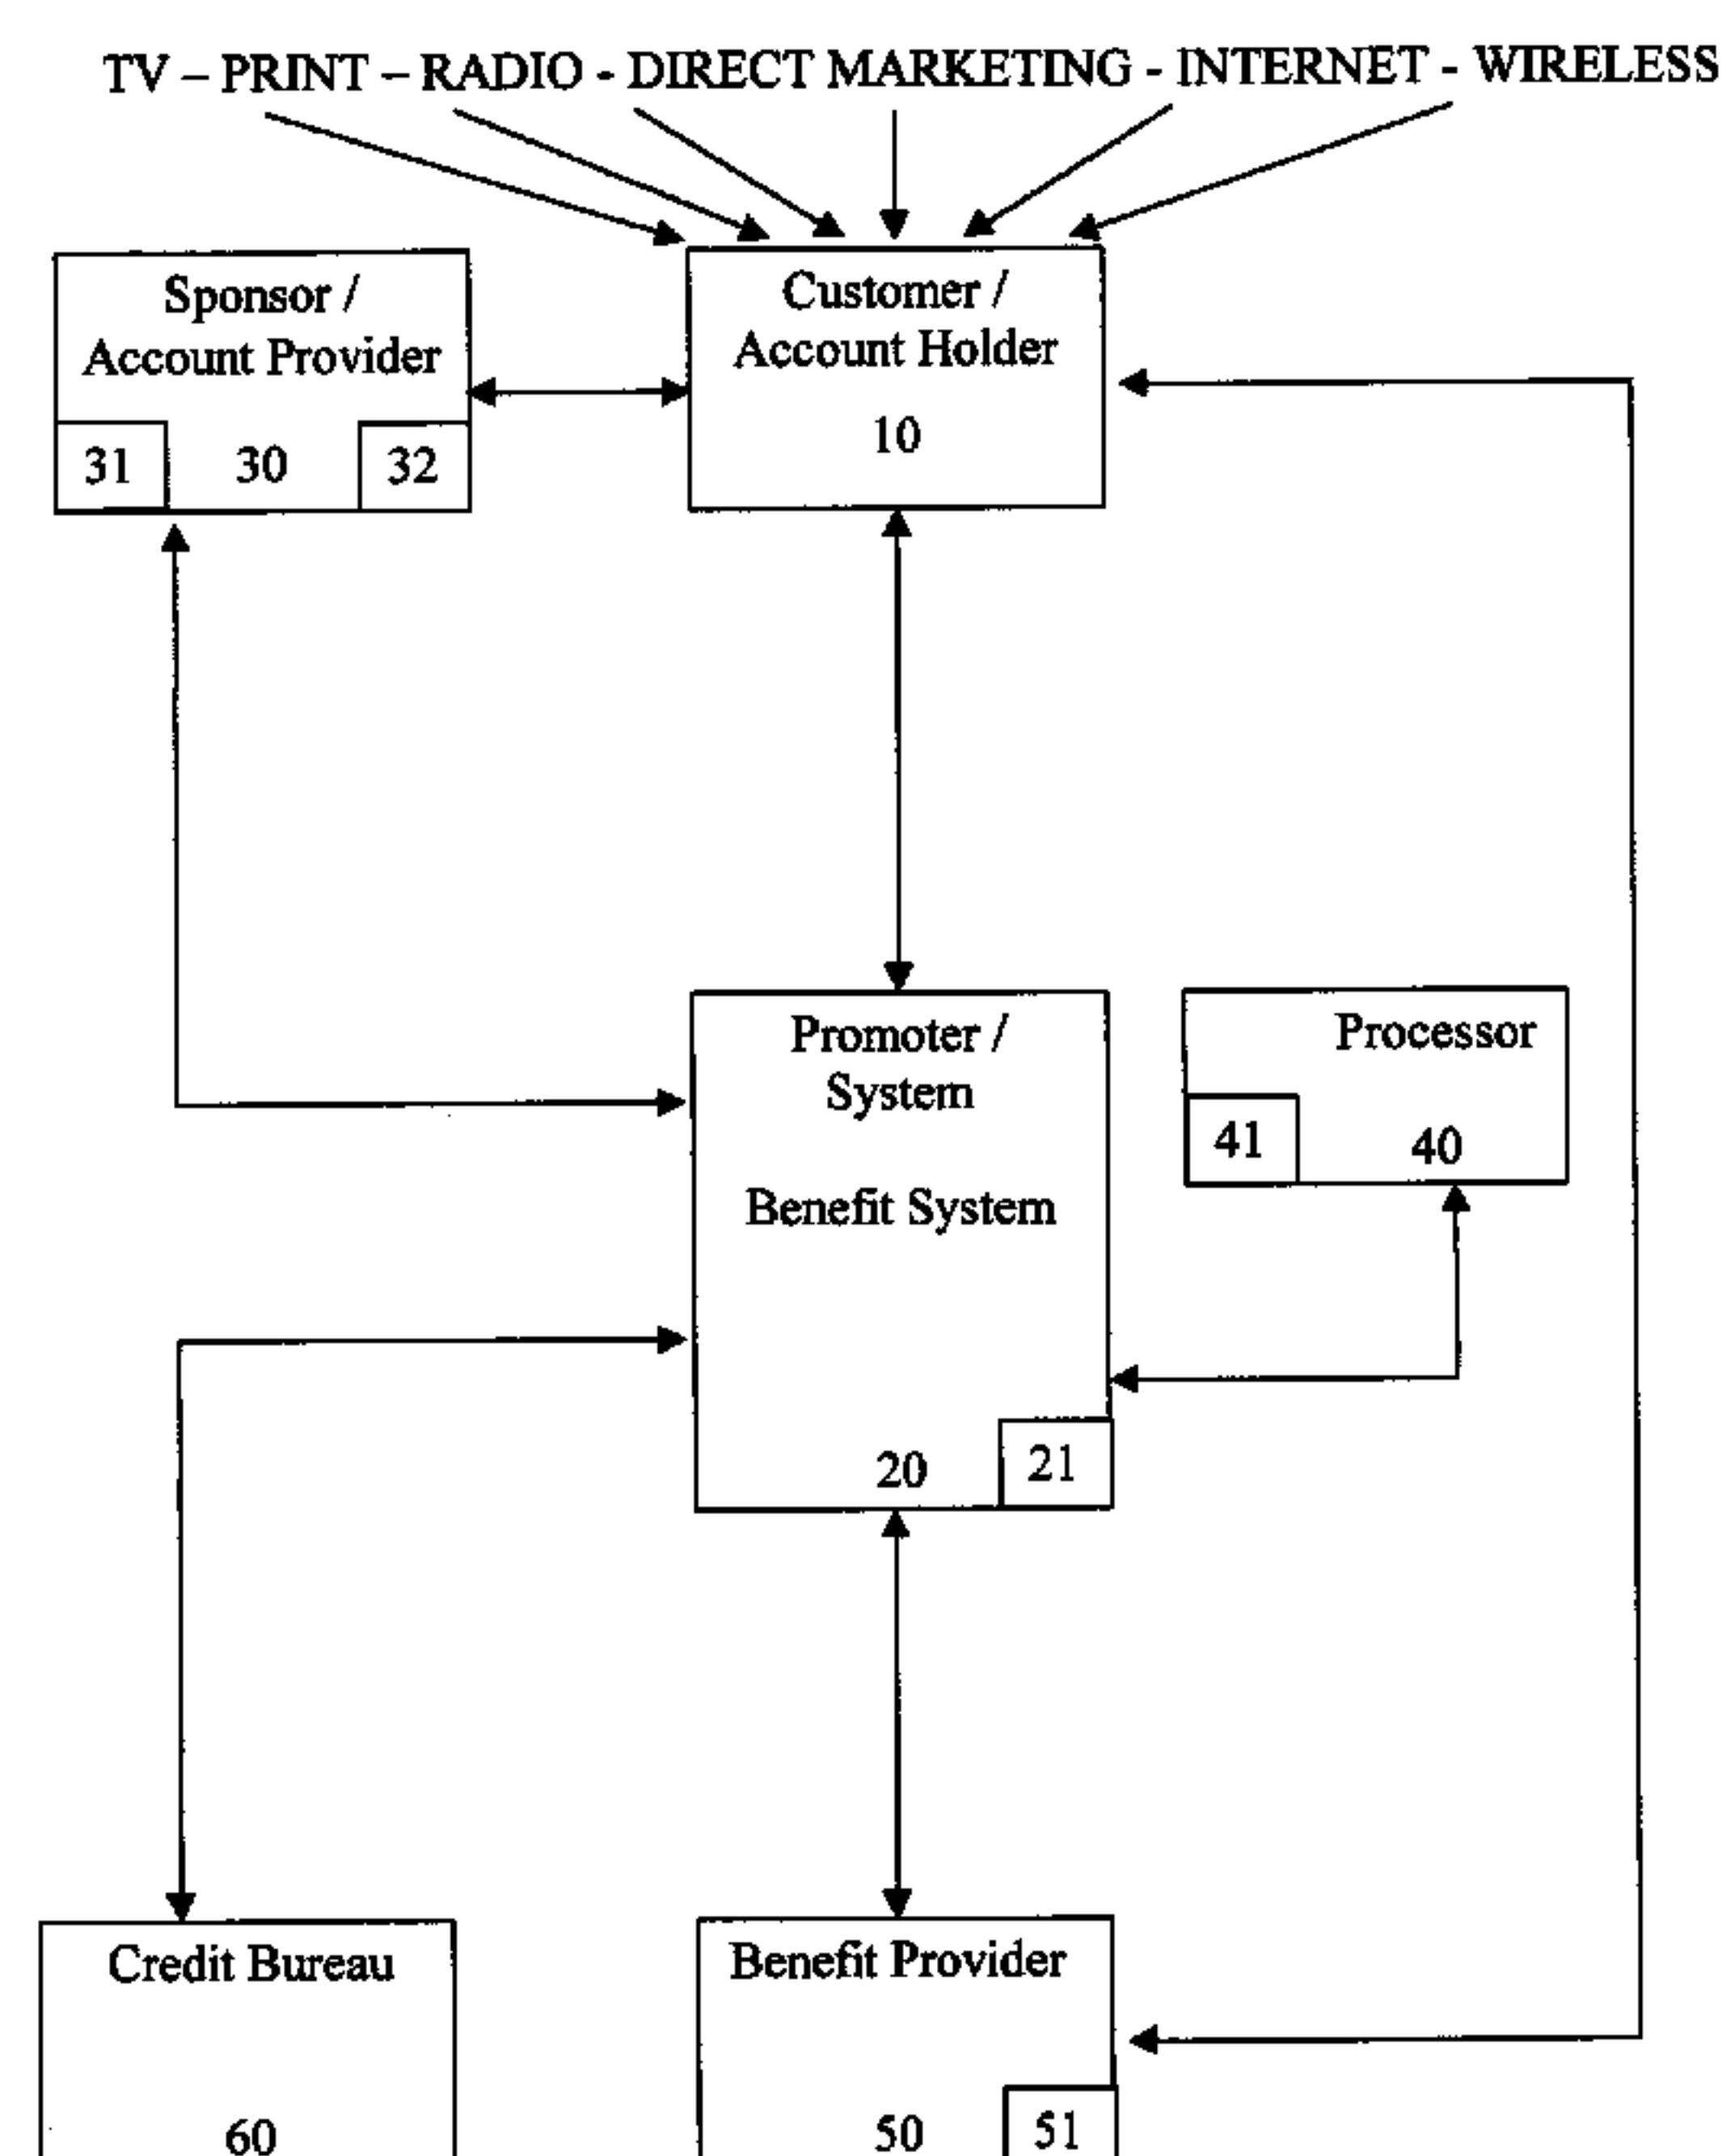 TV – PRINT – RADIO - DIRECT MARKETING - INTERNET - WIRELESS
Sponsor /
Account Provider
31
30
32
Customer /
Account Holder
10
Promoter /
System
Benefit System
20
21
Processor
41
40
Credit Bureau
60
Benefit Provider
50
51